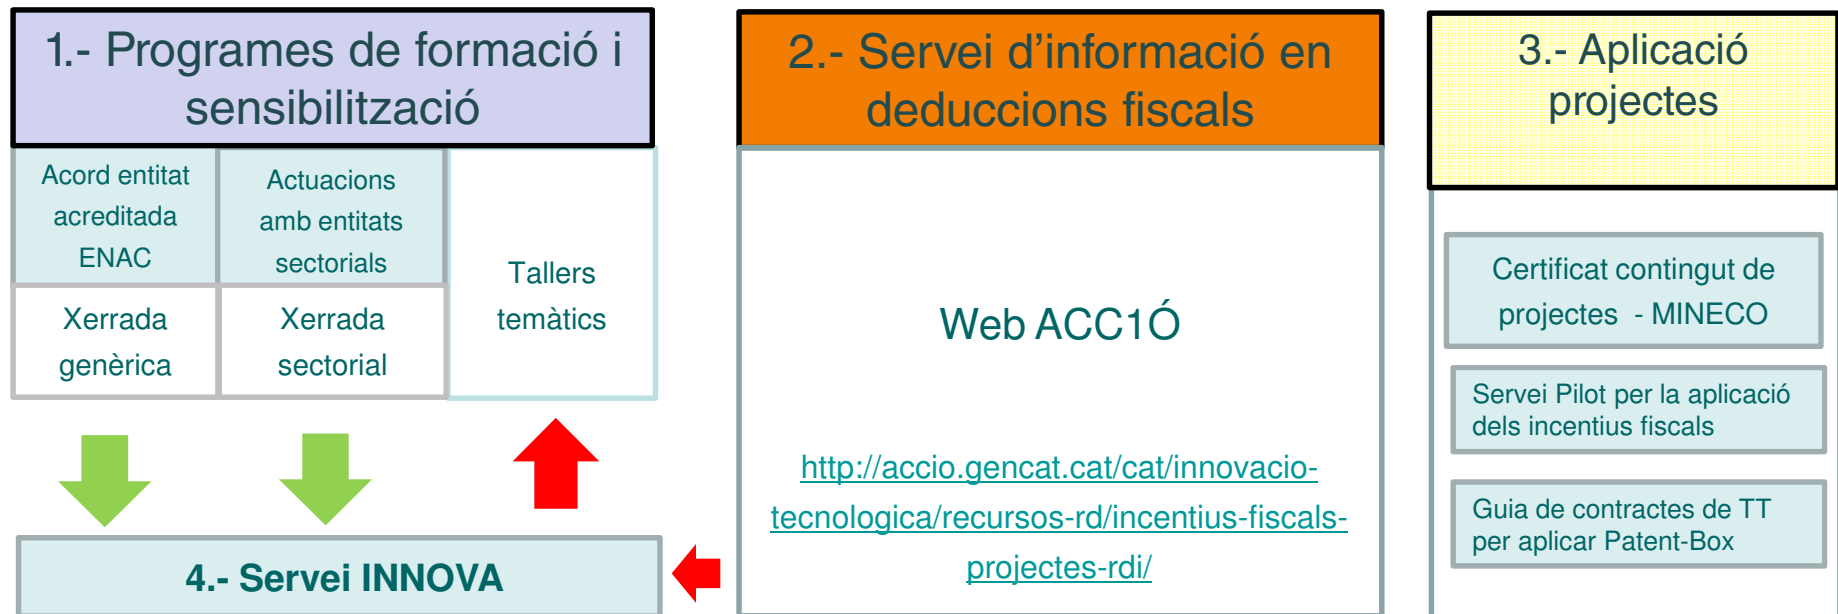 1.- Programes de formació i
sensibilització
Acord entitat
acreditada
ENAC
Actuacions
amb entitats
sectorials
Xerrada
genèrica
Xerrada
sectorial
Tallers
temàtics
4.- Servei INNOVA
2.- Servei d’informació en
deduccions fiscals
Web ACC1Ó
http://accio.gencat.cat/cat/innovacio-
tecnologica/recursos-rd/incentius-fiscals-
projectes-rdi/
3.- Aplicació
projectes
Certificat contingut de
projectes - MINECO
Servei Pilot per la aplicació
dels incentius fiscals
Guia de contractes de TT
per aplicar Patent-Box